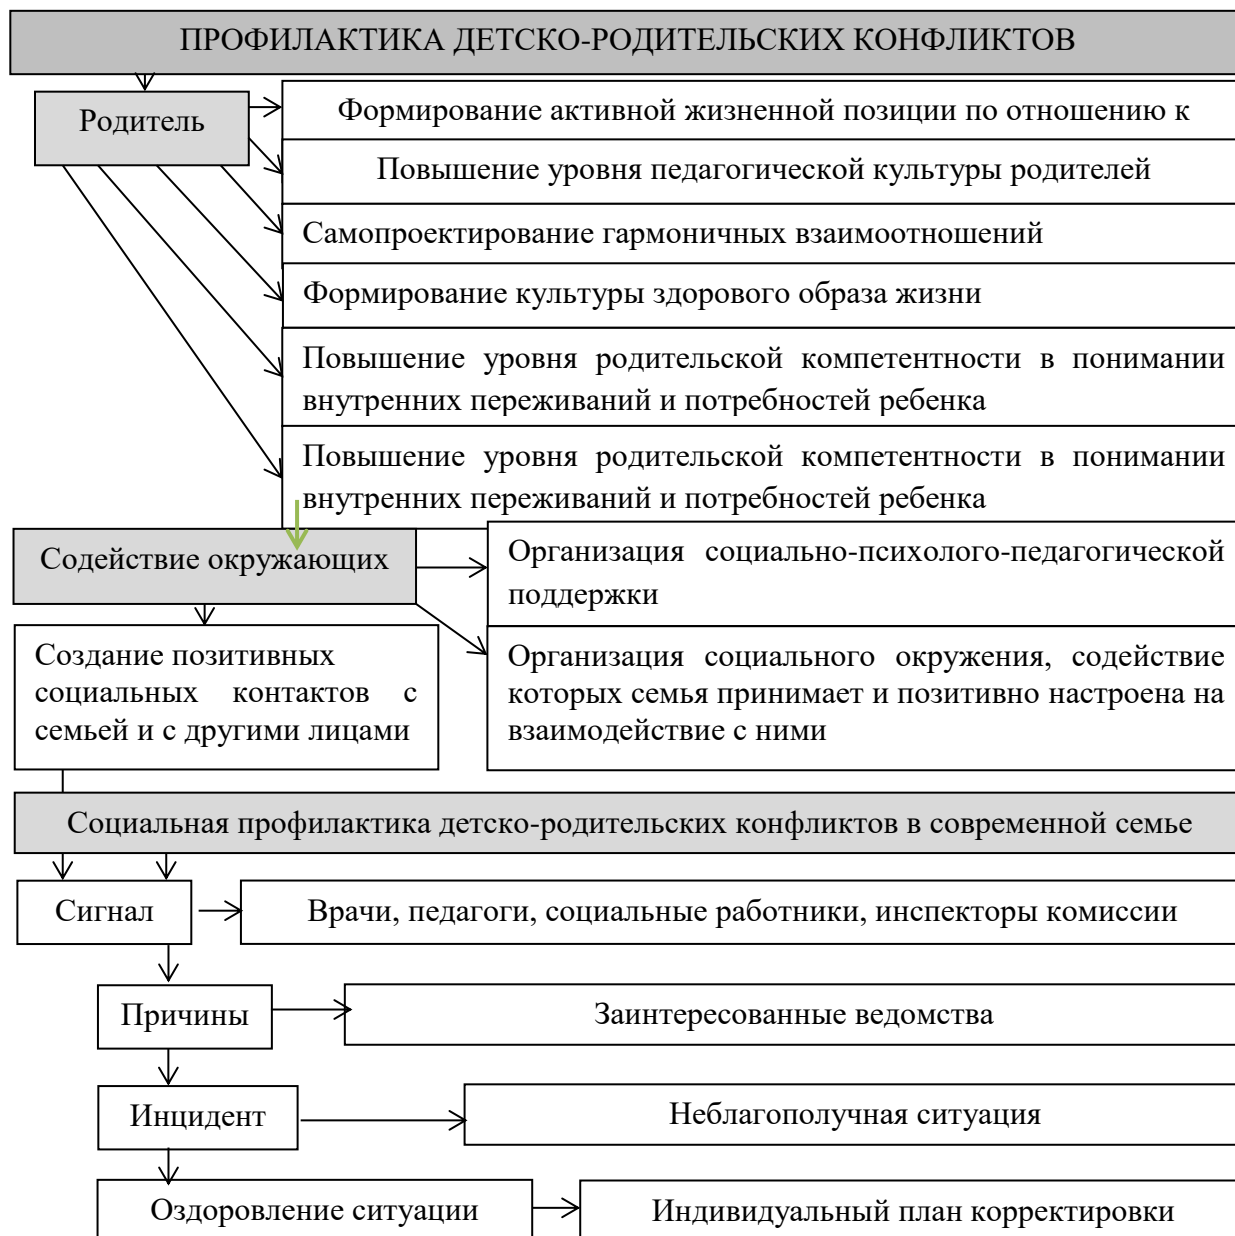 ПРОФИЛАКТИКА ДЕТСКО-РОДИТЕЛЬСКИХ КОНФЛИКТОВ
Родитель
Формирование активной жизненной позиции по отношению к
Повышение уровня педагогической культуры родителей
Самопроектирование гармоничных взаимоотношений
Формирование культуры здорового образа жизни
Повышение уровня родительской компетентности в понимании
внутренних переживаний и потребностей ребенка
Повышение уровня родительской компетентности в понимании
внутренних переживаний и потребностей ребенка
Содействие окружающих
Организация социально-психолого-педагогической
поддержки
Создание позитивных
социальных контактов с
семьей и с другими лицами
Организация социального окружения, содействие
которых семья принимает и позитивно настроена на
взаимодействие с ними
Социальная профилактика детско-родительских конфликтов в современной семье
Сигнал
Врачи, педагоги, социальные работники, инспекторы комиссии
Причины
Заинтересованные ведомства
Инцидент
Неблагополучная ситуация
Оздоровление ситуации
Индивидуальный план корректировки